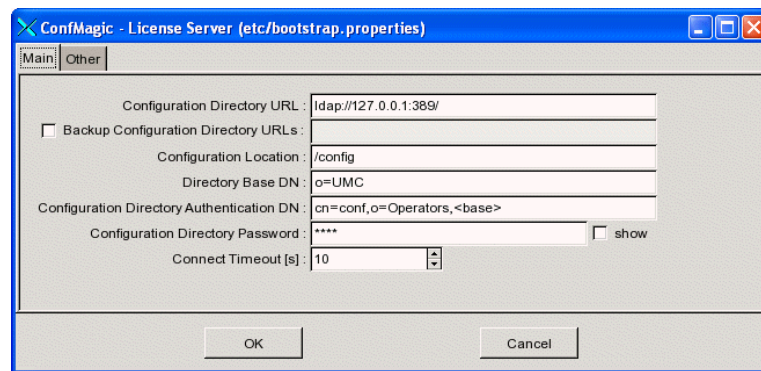 ConfMagic - License Server (etc/bootstrap.properties)
Main Other
Configuration Directory URL : ldap://127.0.0.1:389/
Backup Configuration Directory URLs :
Configuration Location : /config
Directory Base DN : o=UMC
Configuration Directory Authentication DN : cn=conf,o=Operators,<base>
Configuration Directory Password : **** show
Connect Timeout [s] : 10
OK Cancel